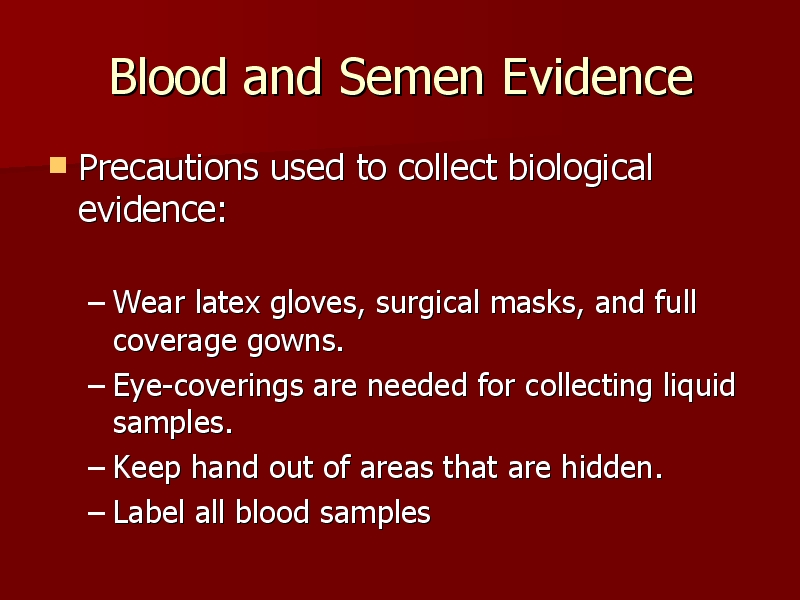 Blood and Semen Evidence
Precautions used to collect biological
evidence:
– Wear latex gloves, surgical masks, and full
coverage gowns.
– Eye-coverings are needed for collecting liquid
samples.
– Keep hand out of areas that are hidden.
– Label all blood samples